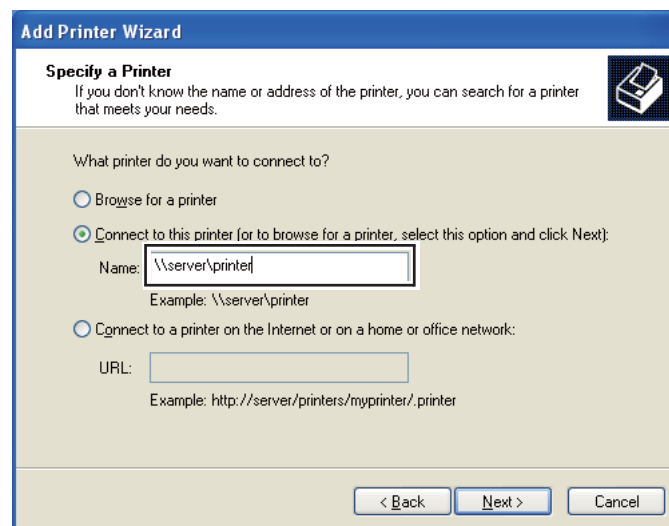 Add Printer Wizard
Specify a Printer
If you don't know the name or address of the printer, you can search for a printer
that meets your needs.
What printer do you want to connect to?
Browse for a printer
Connect to this printer (or to browse for a printer, select this option and click Next):
Name: \\server\printer
Example: \\server\printer
Connect to a printer on the Internet or on a home or office network:
URL:
Example: http://server/printers/myprinter/.printer
< Back Next > Cancel